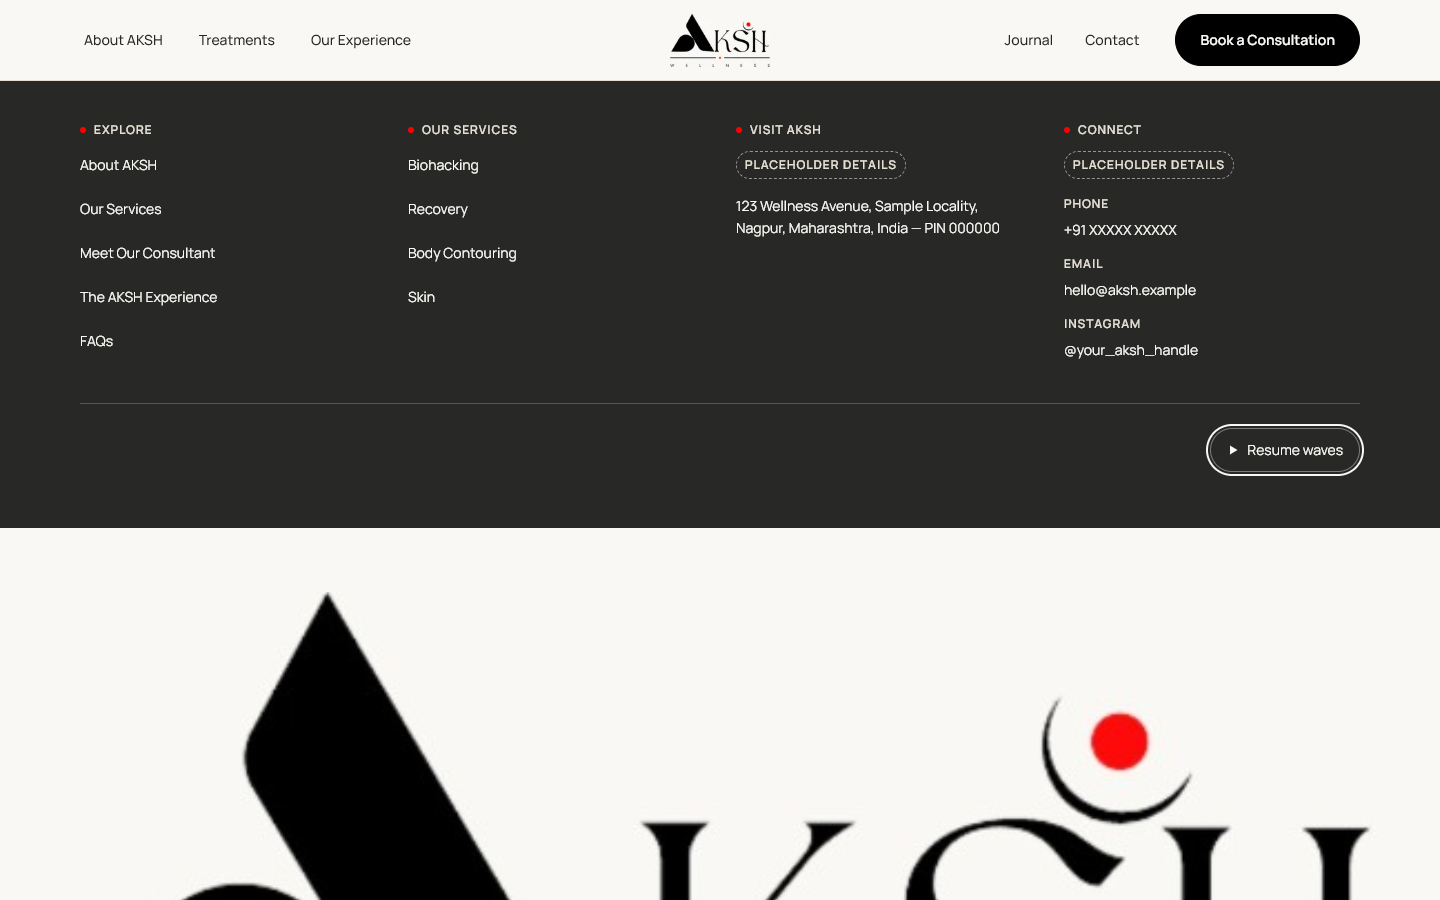 About AKSH
Treatments
Our Experience
AKSH
WELLNESS
Journal
Contact
Book a Consultation
EXPLORE
About AKSH
Our Services
Meet Our Consultant
The AKSH Experience
FAQs
OUR SERVICES
Biohacking
Recovery
Body Contouring
Skin
VISIT AKSH
PLACEHOLDER DETAILS
123 Wellness Avenue, Sample Locality,
Nagpur, Maharashtra, India — PIN 000000
CONNECT
PLACEHOLDER DETAILS
PHONE
+91 XXXXX XXXXX
EMAIL
hello@aksh.example
INSTAGRAM
@your_aksh_handle
Resume waves
AKSH